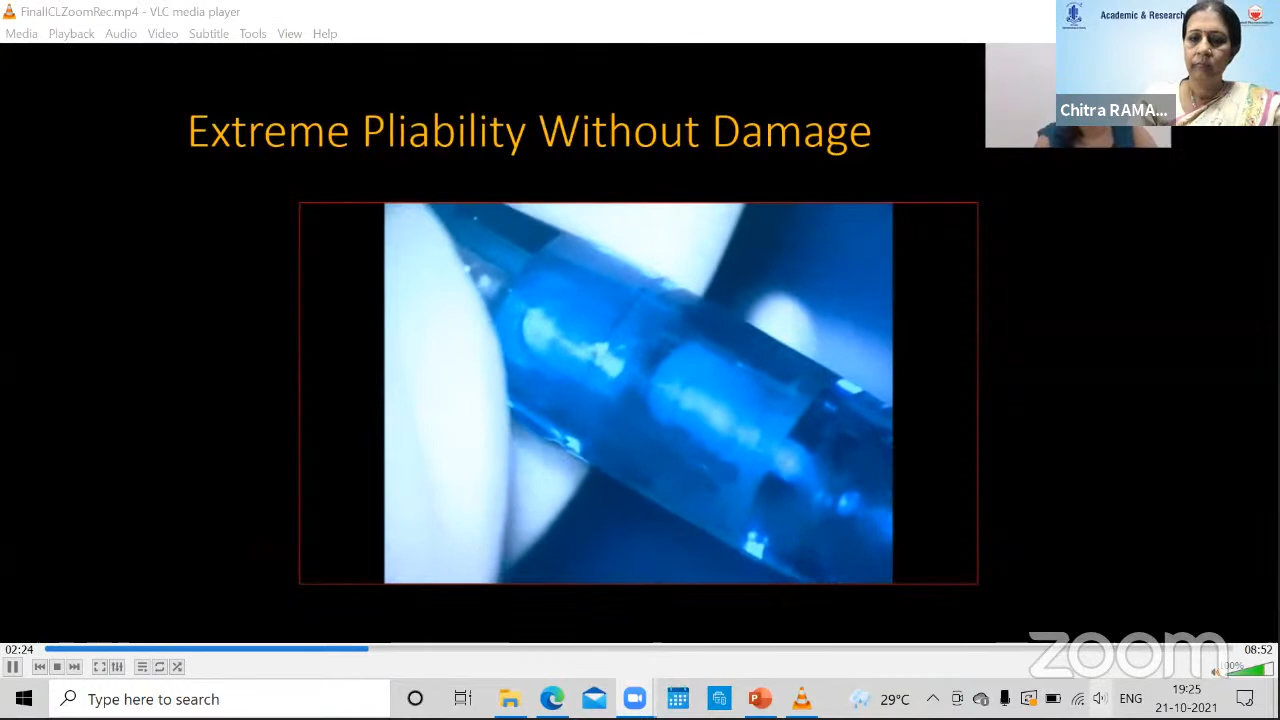 FinalICLZoomRec.mp4 - VLC media player
Media Playback Audio Video Subtitle Tools View Help
Academic & Research
Chitra RAMA...
Extreme Pliability Without Damage
02:24
08:52
zoom
100%
Type here to search
29°C
ENG
19:25
21-10-2021